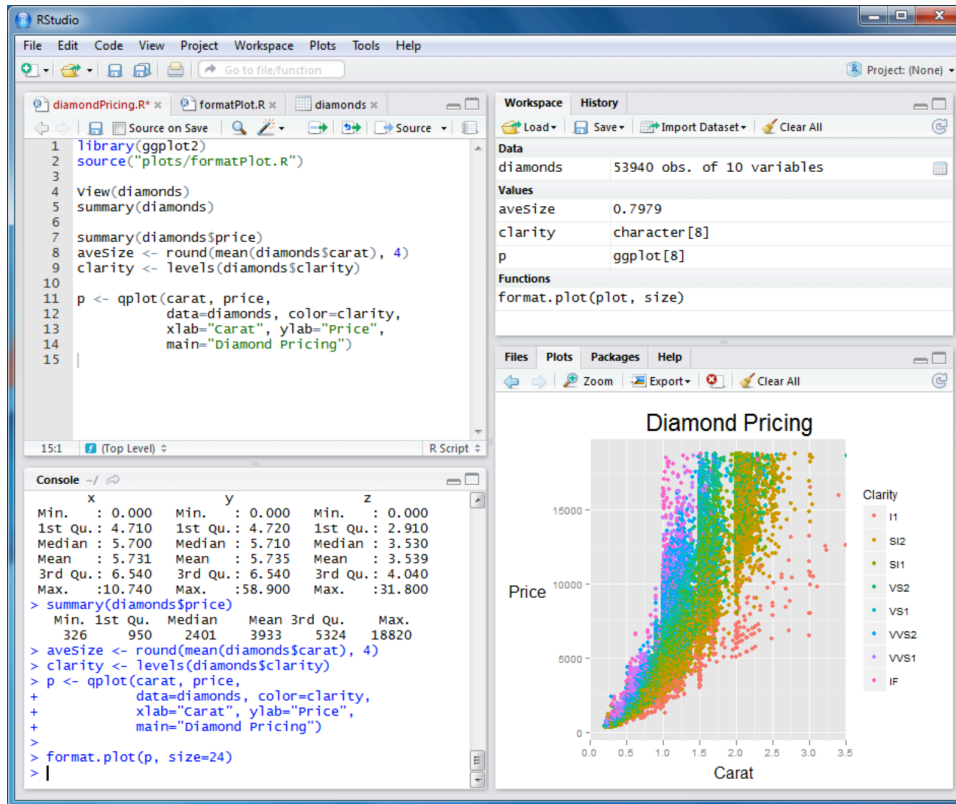 RStudio
File Edit Code View Project Workspace Plots Tools Help
Go to file/function
Project: (None)
diamondPricing.R* formatPlot.R diamonds
Source on Save Source
1 library(ggplot2)
2 source("plots/formatPlot.R")
3
4 View(diamonds)
5 summary(diamonds)
6
7 summary(diamonds$price)
8 aveSize <- round(mean(diamonds$carat), 4)
9 clarity <- levels(diamonds$clarity)
10
11 p <- qplot(carat, price,
12 data=diamonds, color=clarity,
13 xlab="Carat", ylab="Price",
14 main="Diamond Pricing")
15
15:1 (Top Level) R Script
Console ~/
x y z
Min. : 0.000 Min. : 0.000 Min. : 0.000
1st Qu.: 4.710 1st Qu.: 4.720 1st Qu.: 2.910
Median : 5.700 Median : 5.710 Median : 3.530
Mean : 5.731 Mean : 5.735 Mean : 3.539
3rd Qu.: 6.540 3rd Qu.: 6.540 3rd Qu.: 4.040
Max. :10.740 Max. :58.900 Max. :31.800
> summary(diamonds$price)
Min. 1st Qu. Median Mean 3rd Qu. Max.
326 950 2401 3933 5324 18820
> aveSize <- round(mean(diamonds$carat), 4)
> clarity <- levels(diamonds$clarity)
> p <- qplot(carat, price,
+ data=diamonds, color=clarity,
+ xlab="Carat", ylab="Price",
+ main="Diamond Pricing")
>
> format.plot(p, size=24)
>
Workspace History
Load Save Import Dataset Clear All
Data
diamonds 53940 obs. of 10 variables
Values
aveSize 0.7979
clarity character[8]
p ggplot[8]
Functions
format.plot(plot, size)
Files Plots Packages Help
Zoom Export Clear All
Diamond Pricing
Price
15000
10000
5000
0
0.0 0.5 1.0 1.5 2.0 2.5 3.0 3.5
Carat
Clarity
I1
SI2
SI1
VS2
VS1
VVS2
VVS1
IF